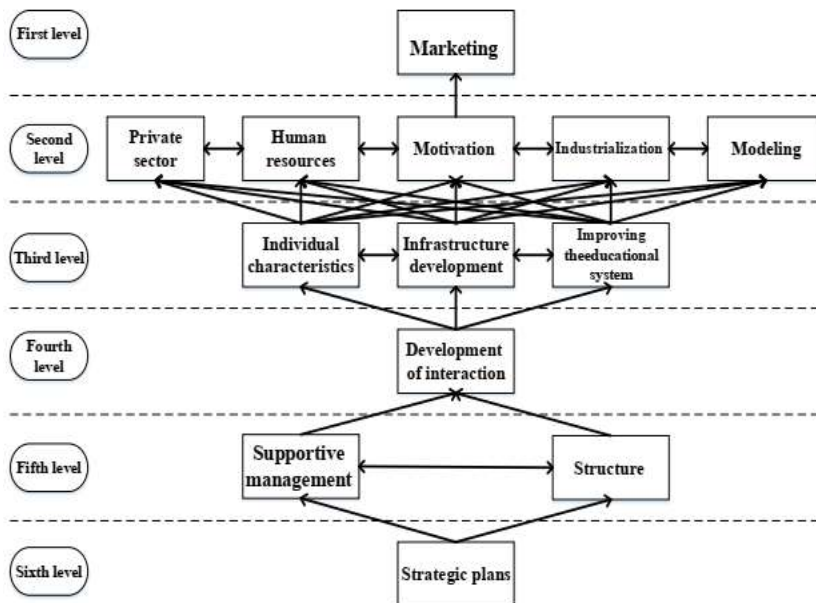 First level
Marketing
Second
level
Private
sector
Human
resources
Motivation
Industrialization
Modeling
Third level
Individual
characteristics
Infrastructure
development
Improving
theeducational
system
Fourth
level
Development
of interaction
Fifth level
Supportive
management
Structure
Sixth level
Strategic plans